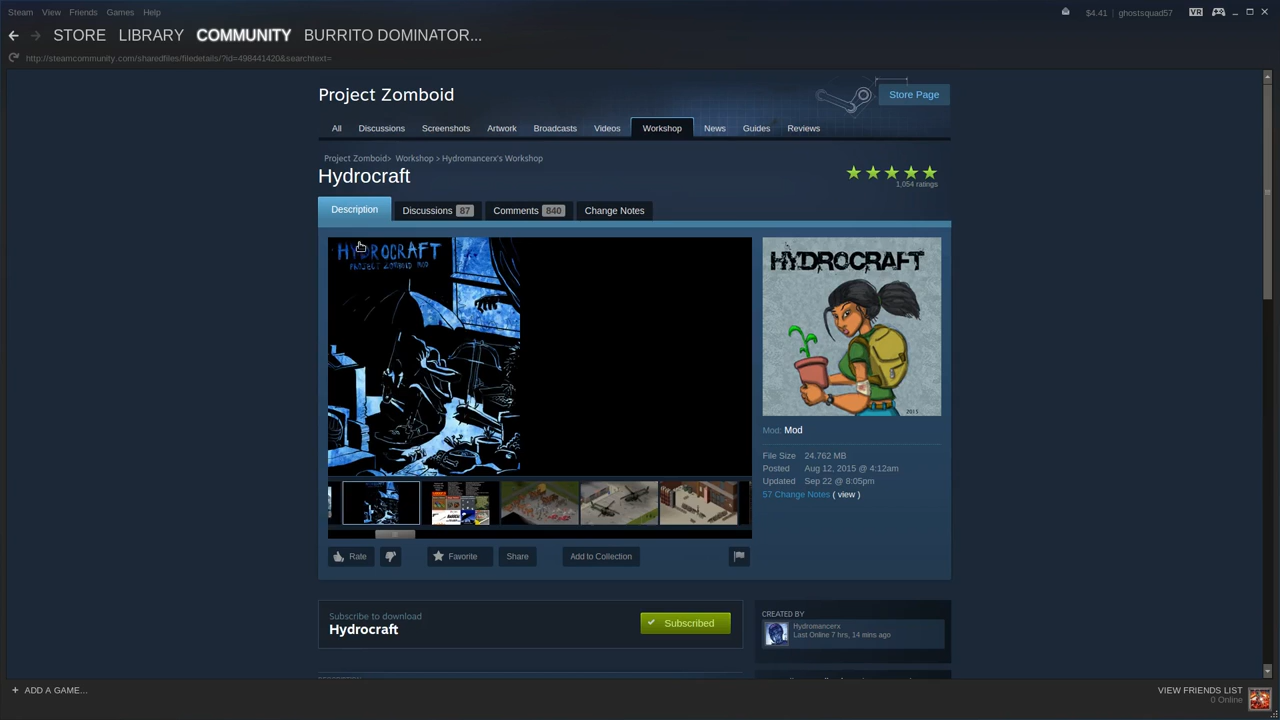 Steam View Friends Games Help
$4.41 ghostsquad57 VR
STORE LIBRARY COMMUNITY BURRITO DOMINATOR...
http://steamcommunity.com/sharedfiles/filedetails/?id=498441420&searchtext=
Project Zomboid
Store Page
All Discussions Screenshots Artwork Broadcasts Videos Workshop News Guides Reviews
Project Zomboid> Workshop > Hydromancerx's Workshop
Hydrocraft
1,054 ratings
Description Discussions 87 Comments 840 Change Notes
HYDROCRAFT
PROJECT ZOMBOID MOD
HYDROCRAFT
2015
Mod: Mod
File Size 24.762 MB
Posted Aug 12, 2015 @ 4:12am
Updated Sep 22 @ 8:05pm
57 Change Notes ( view )
Rate Favorite Share Add to Collection
Subscribe to download
Hydrocraft
Subscribed
CREATED BY
Hydromancerx
Last Online 7 hrs, 14 mins ago
+ ADD A GAME...
VIEW FRIENDS LIST
0 Online